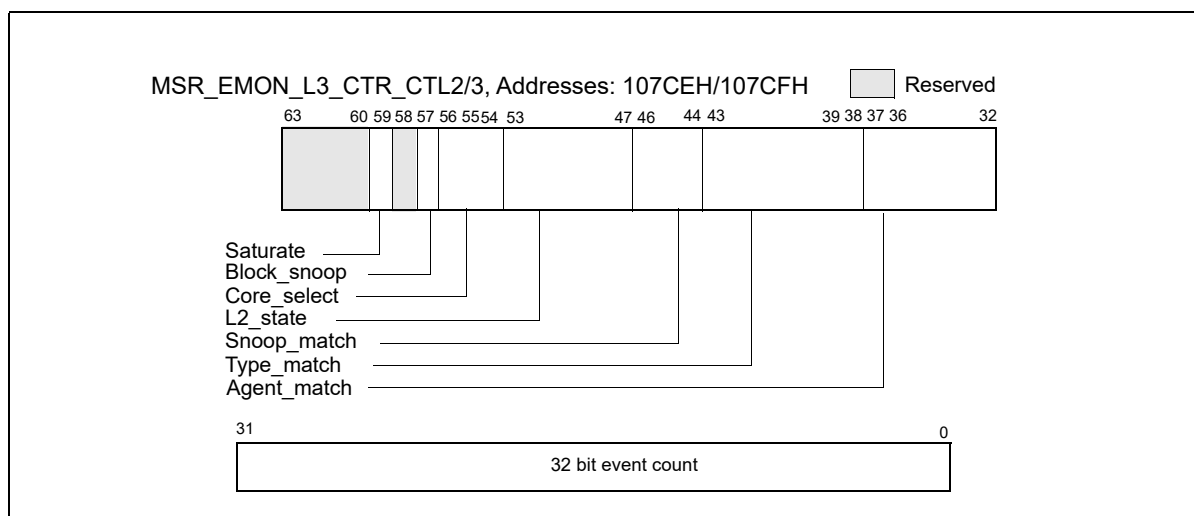 MSR_EMON_L3_CTR_CTL2/3, Addresses: 107CEH/107CFH Reserved
63 60 59 58 57 56 55 54 53 47 46 44 43 39 38 37 36 32
Saturate
Block_snoop
Core_select
L2_state
Snoop_match
Type_match
Agent_match
31 0
32 bit event count